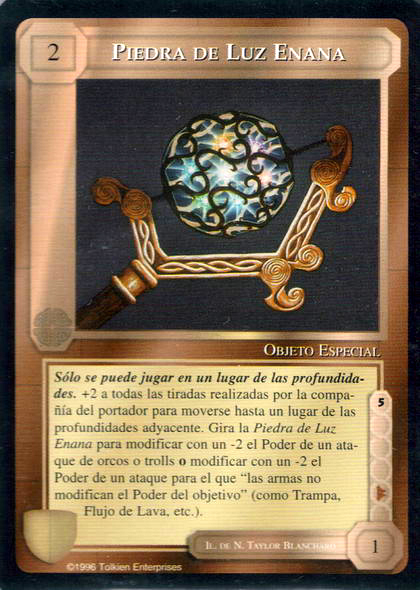 2
PIEDRA DE LUZ ENANA
OBJETO ESPECIAL
Sólo se puede jugar en un lugar de las profundida-
des. +2 a todas las tiradas realizadas por la compa-
ñía del portador para moverse hasta un lugar de las
profundidades adyacente. Gira la Piedra de Luz
Enana para modificar con un -2 el Poder de un ata-
que de orcos o trolls o modificar con un -2 el
Poder de un ataque para el que “las armas no
modifican el Poder del objetivo” (como Trampa,
Flujo de Lava, etc.).
5
IL. DE N. TAYLOR BLANCHARD
1
©1996 Tolkien Enterprises